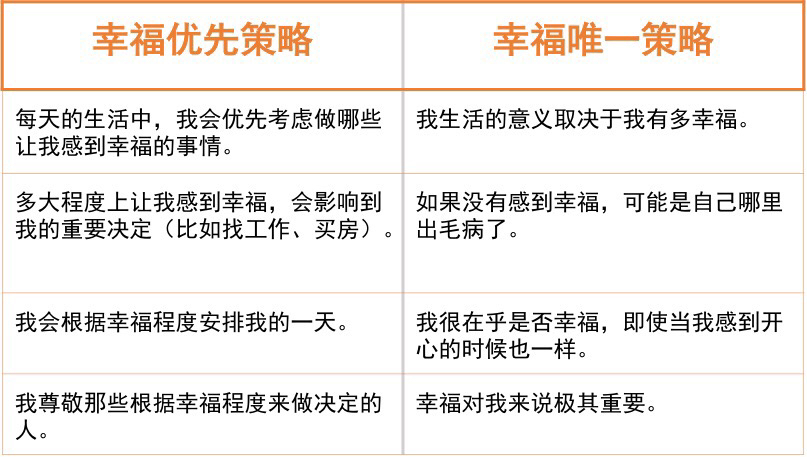 幸福优先策略
幸福唯一策略
每天的生活中，我会优先考虑做哪些
让我感到幸福的事情。
我生活的意义取决于我有多幸福。
多大程度上让我感到幸福，会影响到
我的重要决定（比如找工作、买房）。
如果没有感到幸福，可能是自己哪里
出毛病了。
我会根据幸福程度安排我的一天。
我很在乎是否幸福，即使当我感到开
心的时候也一样。
我尊敬那些根据幸福程度来做决定的
人。
幸福对我来说极其重要。